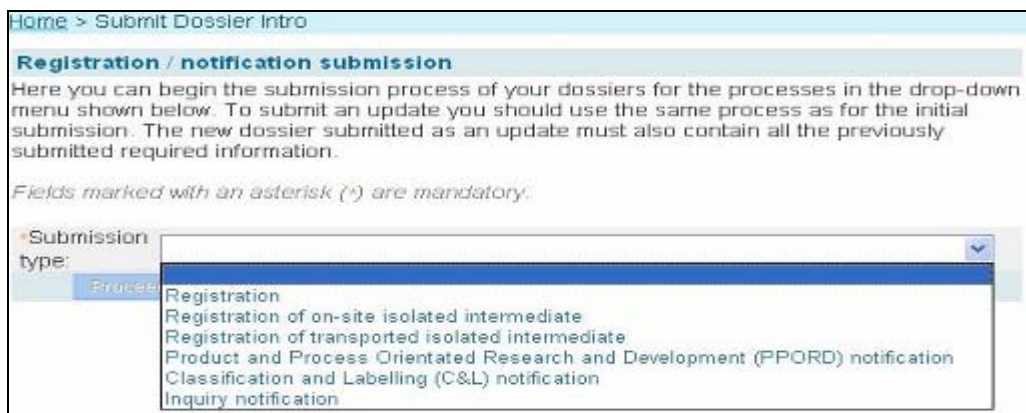 Home > Submit Dossier Intro
Registration / notification submission
Here you can begin the submission process of your dossiers for the processes in the drop-down
menu shown below. To submit an update you should use the same process as for the initial
submission. The new dossier submitted as an update must also contain all the previously
submitted required information.
Fields marked with an asterisk (*) are mandatory.
*Submission
type:
Registration
Registration of on-site isolated intermediate
Registration of transported isolated intermediate
Product and Process Orientated Research and Development (PPORD) notification
Classification and Labelling (C&L) notification
Inquiry notification